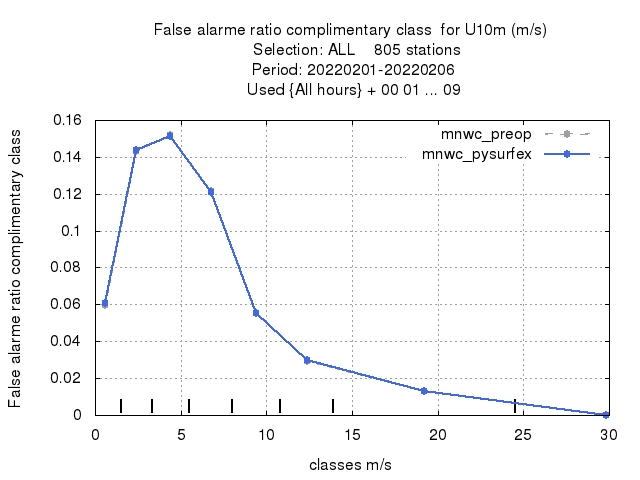 False alarme ratio complimentary class  for U10m (m/s)
Selection: ALL    805 stations
Period: 20220201-20220206
Used {All hours} + 00 01 ... 09
False alarme ratio complimentary class
0.16
0.14
0.12
0.1
0.08
0.06
0.04
0.02
0
mnwc_preop
mnwc_pysurfex
0 5 10 15 20 25 30
classes m/s